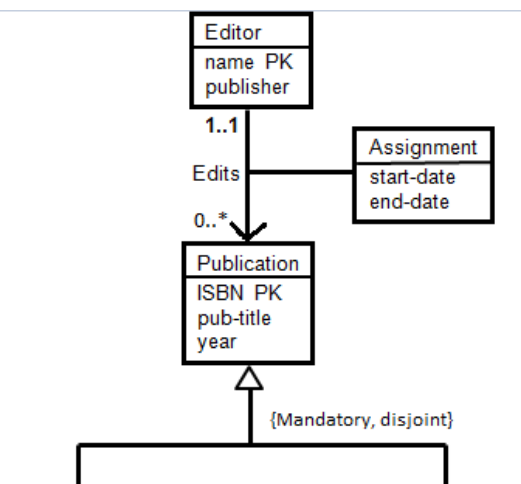 Editor
name PK
publisher
1..1
Assignment
Edits
start-date
end-date
0..*
Publication
ISBN PK
pub-title
year
{Mandatory, disjoint}